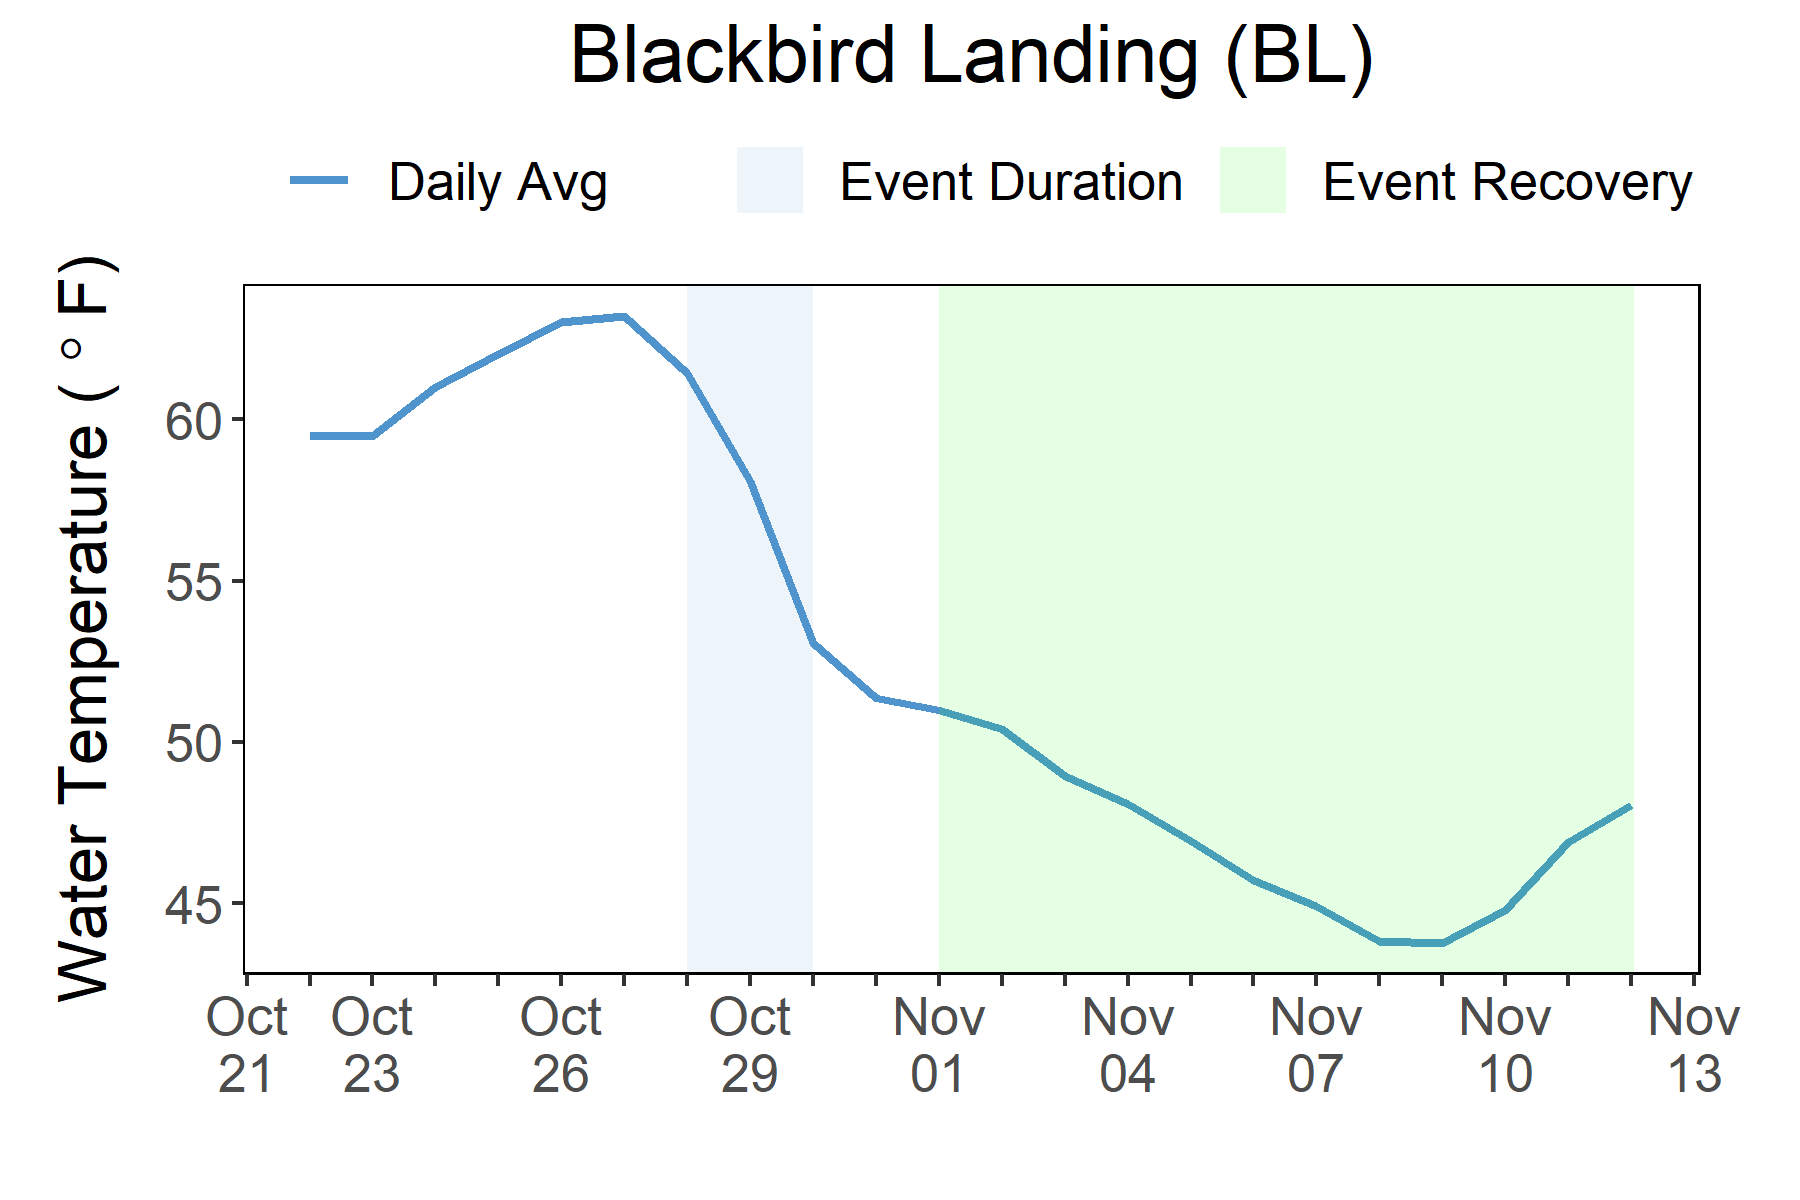 Blackbird Landing (BL)
Daily Avg Event Duration Event Recovery
Water Temperature ( ° F)
60
55
50
45
Oct Oct Oct Oct Nov Nov Nov Nov Nov
21 23 26 29 01 04 07 10 13